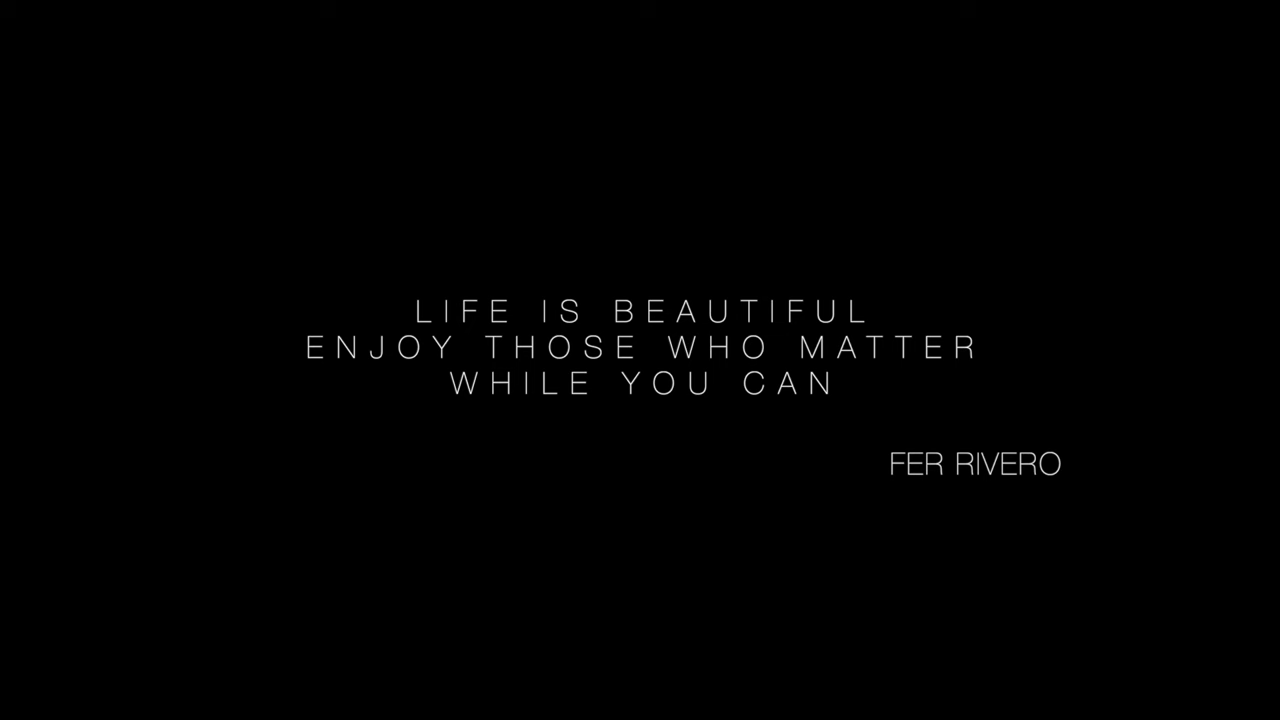 LIFE IS BEAUTIFUL
ENJOY THOSE WHO MATTER
WHILE YOU CAN
FER RIVERO